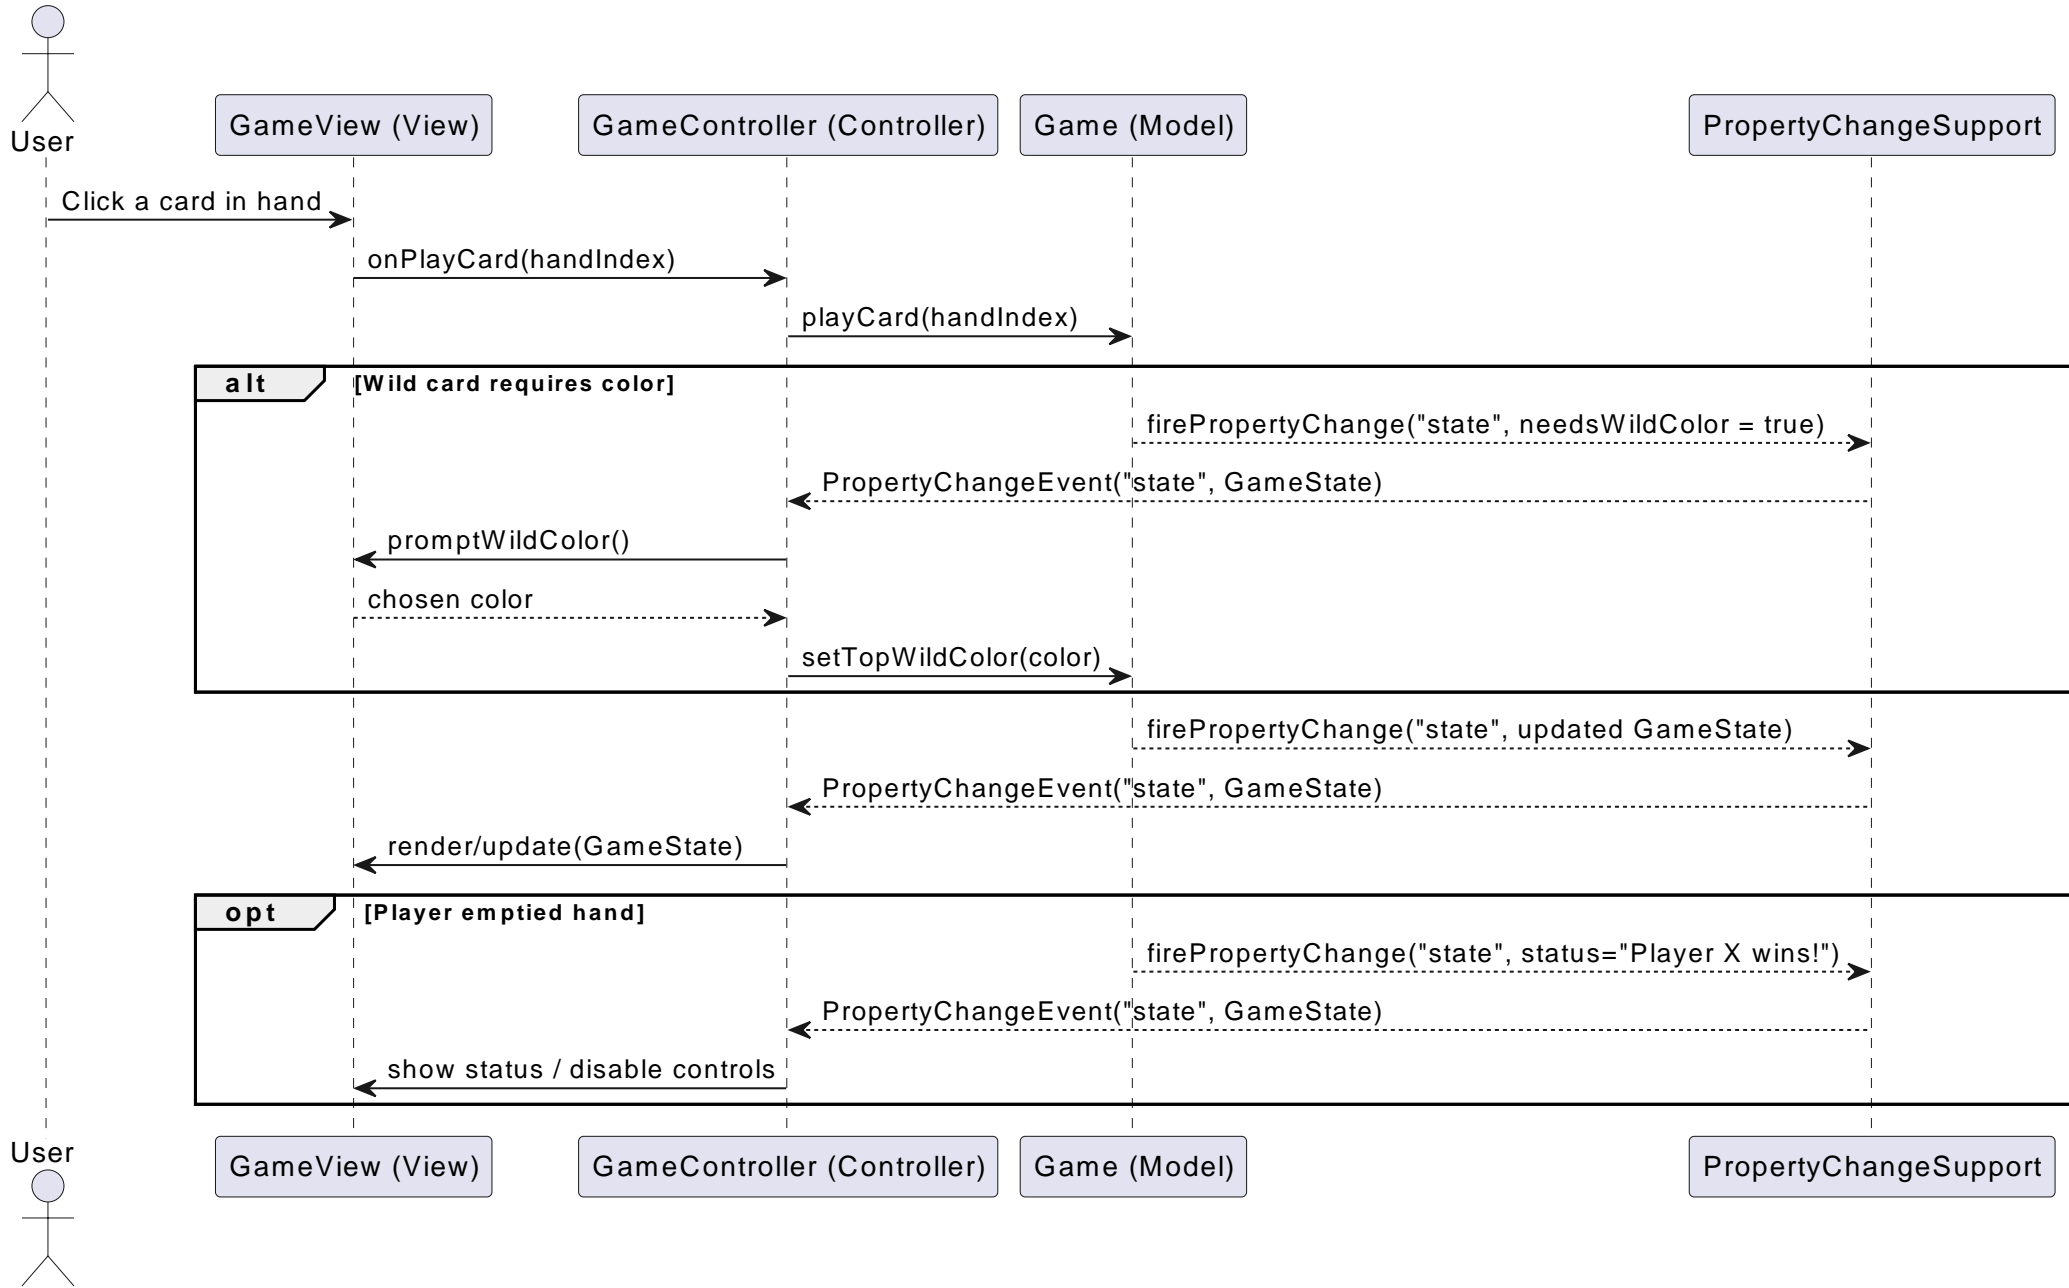 User
GameView (View)
GameController (Controller)
Game (Model)
PropertyChangeSupport
Click a card in hand
onPlayCard(handIndex)
playCard(handIndex)
alt
[Wild card requires color]
firePropertyChange("state", needsWildColor = true)
PropertyChangeEvent("state", GameState)
promptWildColor()
chosen color
setTopWildColor(color)
firePropertyChange("state", updated GameState)
PropertyChangeEvent("state", GameState)
render/update(GameState)
opt
[Player emptied hand]
firePropertyChange("state", status="Player X wins!")
PropertyChangeEvent("state", GameState)
show status / disable controls
User
GameView (View)
GameController (Controller)
Game (Model)
PropertyChangeSupport